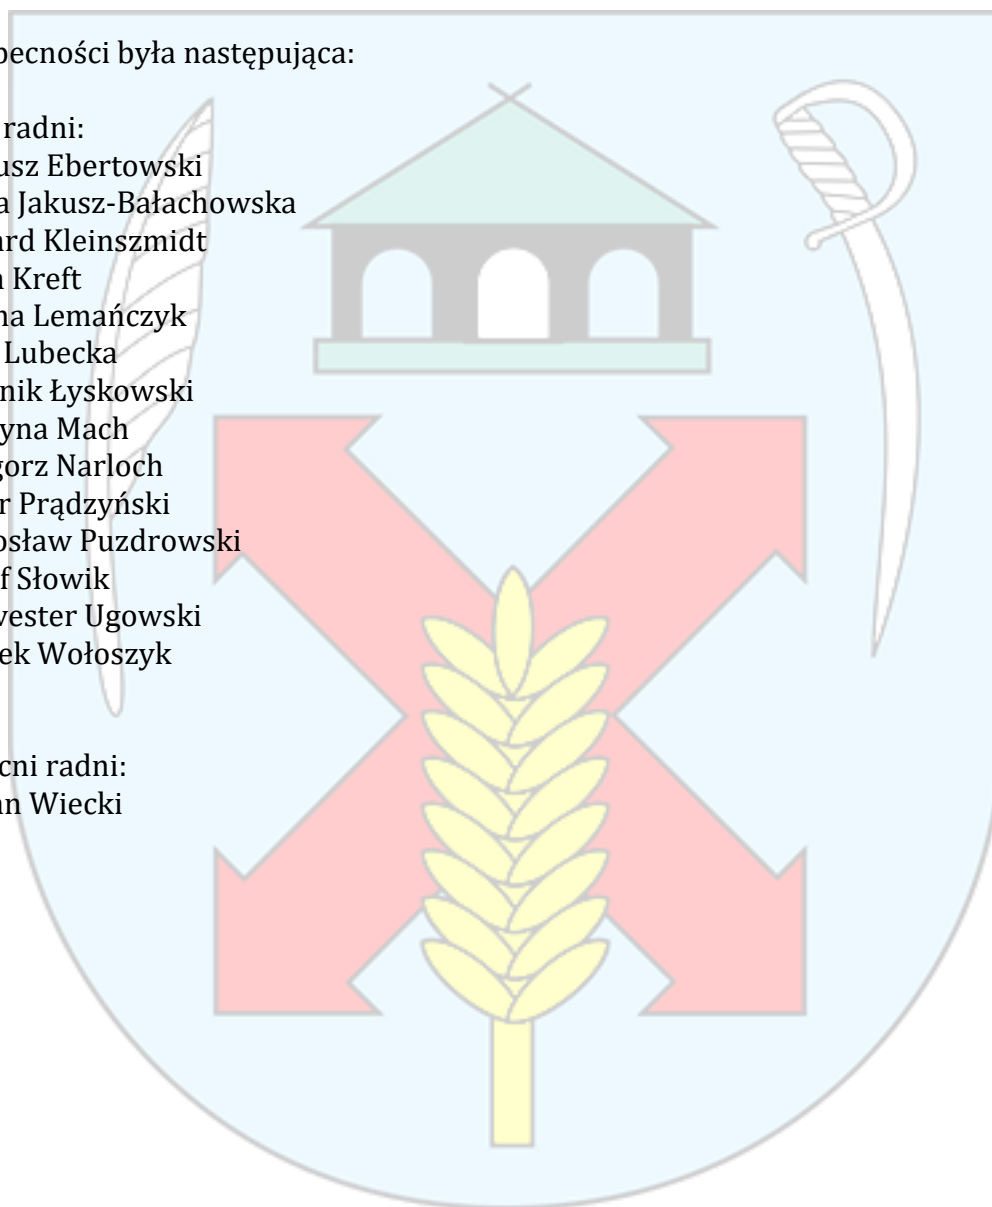 becności była następująca:
radni:
usz Ebertowski
a Jakusz-Bałachowska
ard Kleinszmidt
Kreft
na Lemańczyk
Lubecka
nik Łyskowski
yna Mach
gorz Narloch
r Prądzyński
osław Puzdrowski
f Słowik
vester Ugowski
ek Wołoszyk
cni radni:
an Wiecki